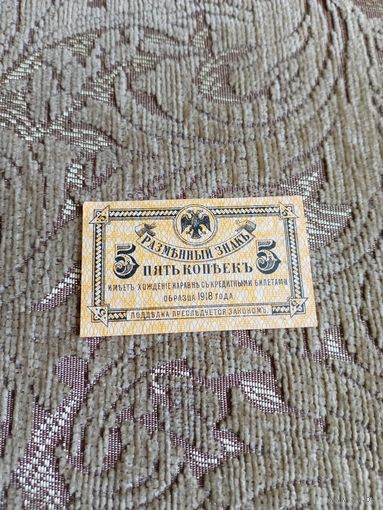 РАЗМѢННЫЙ ЗНАКЪ
5 ПЯТЬ КОПѢЕКЪ 5
ИМѢЕТЪ ХОЖДЕНІЕ НАРАВНѢ СЪ КРЕДИТНЫМИ БИЛЕТАМИ
ОБРАЗЦА 1918 ГОДА
ПОДДѢЛКА ПРЕСЛѢДУЕТСЯ ЗАКОНОМЪ